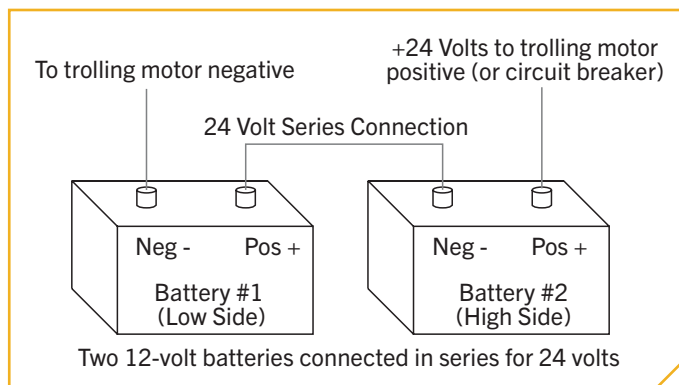 +24 Volts to trolling motor
positive (or circuit breaker)
To trolling motor negative
24 Volt Series Connection
Neg - Pos +
Neg - Pos +
Battery #1
(Low Side)
Battery #2
(High Side)
Two 12-volt batteries connected in series for 24 volts